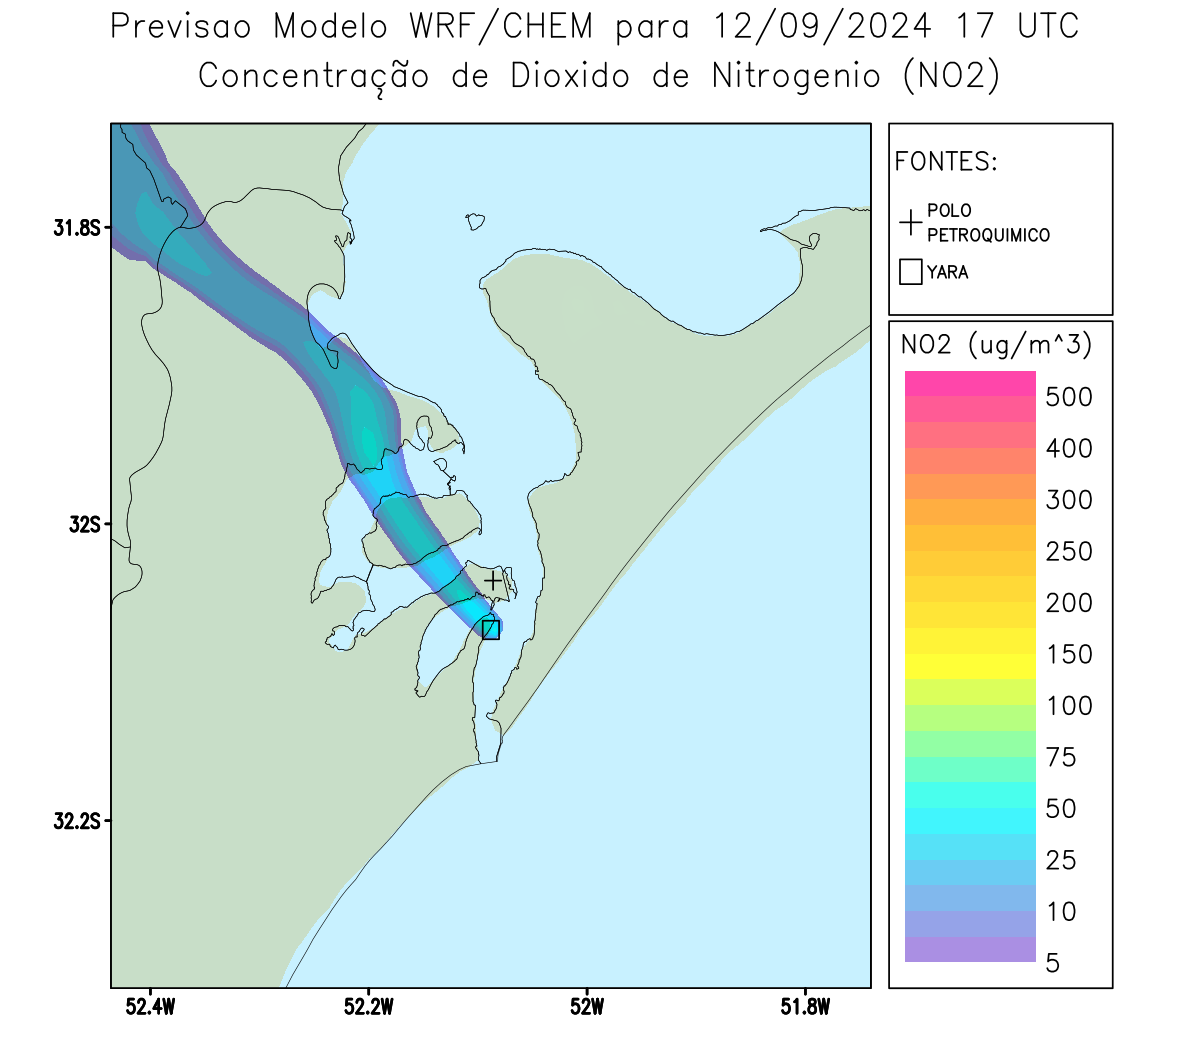 Previsao Modelo WRF/CHEM para 12/09/2024 17 UTC
Concentração de Dioxido de Nitrogenio (NO2)
FONTES:
POLO
PETROQUIMICO
YARA
31.8S
32S
32.2S
52.4W
52.2W
52W
51.8W
NO2 (ug/m^3)
500
400
300
250
200
150
100
75
50
25
10
5